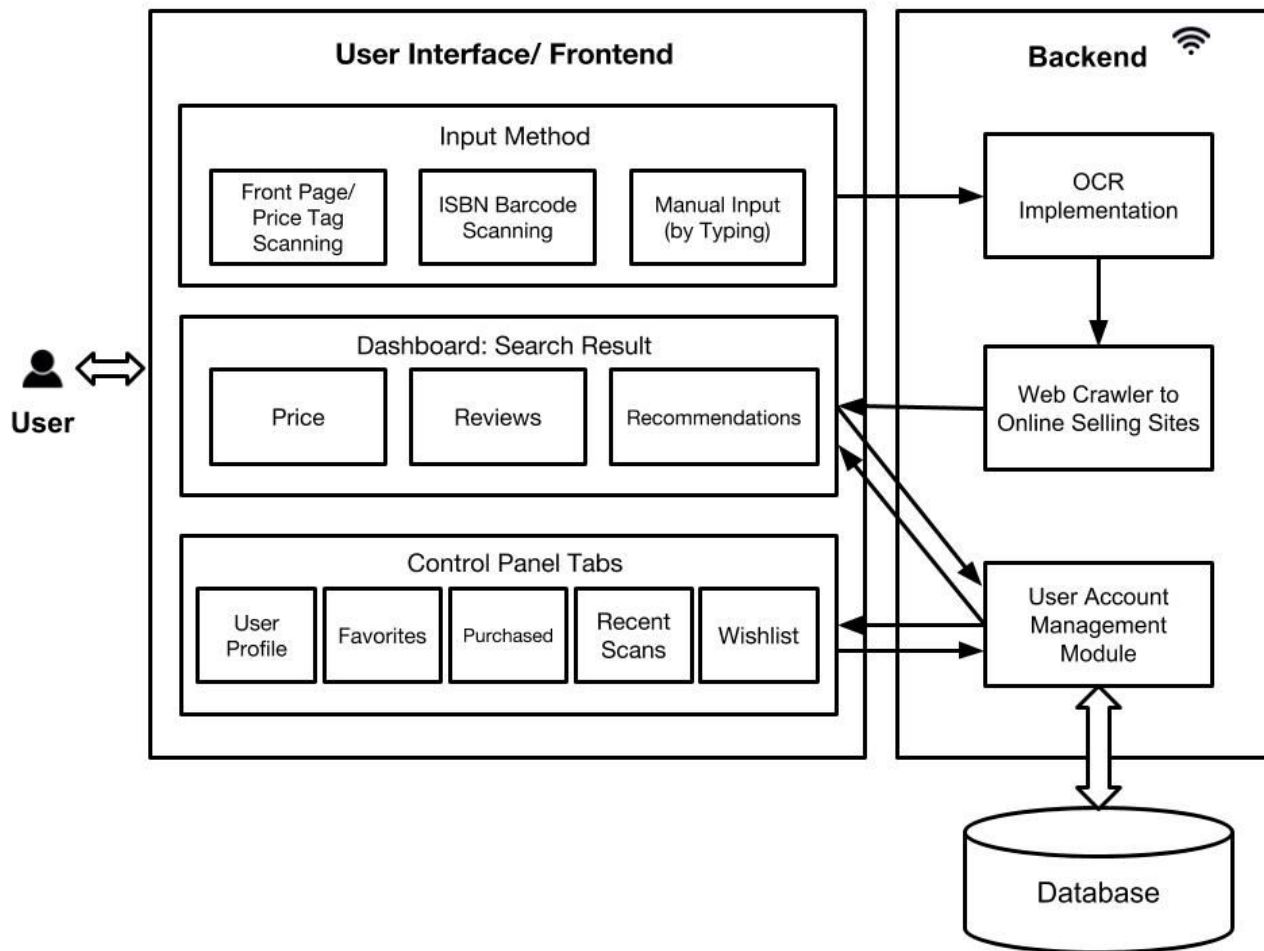 User Interface/ Frontend
Backend
Input Method
Front Page/
Price Tag
Scanning
ISBN Barcode
Scanning
Manual Input
(by Typing)
OCR
Implementation
User
Dashboard: Search Result
Price
Reviews
Recommendations
Web Crawler to
Online Selling Sites
Control Panel Tabs
User
Profile
Favorites
Purchased
Recent
Scans
Wishlist
User Account
Management
Module
Database